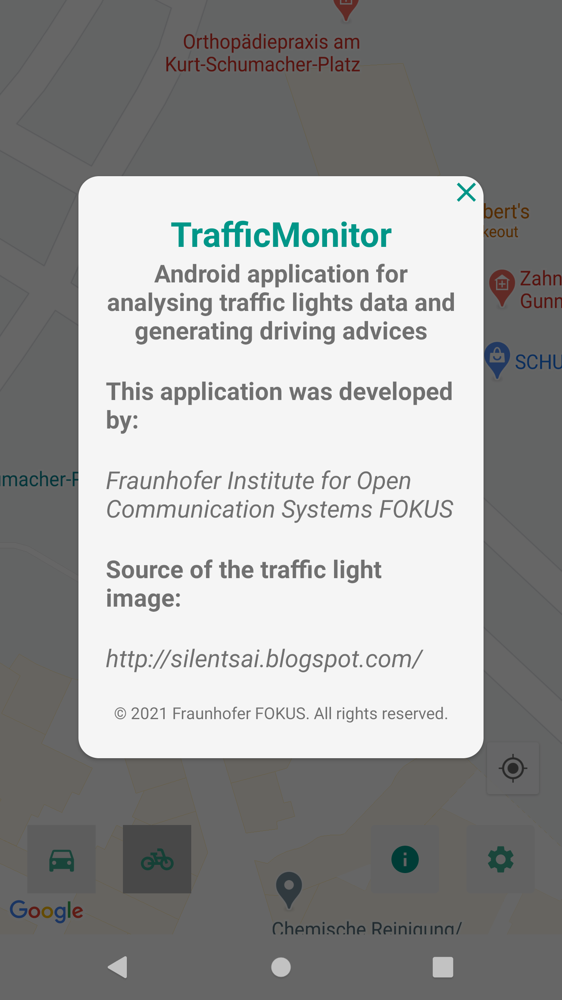 Orthopädiepraxis am
Kurt-Schumacher-Platz
TrafficMonitor
Android application for
analysing traffic lights data and
generating driving advices
This application was developed
by:
Fraunhofer Institute for Open
Communication Systems FOKUS
Source of the traffic light
image:
http://silentsai.blogspot.com/
© 2021 Fraunhofer FOKUS. All rights reserved.
bert's
keout
Zahn
Gunn
SCHU
umacher-P
Google
Chemische Reinigung/